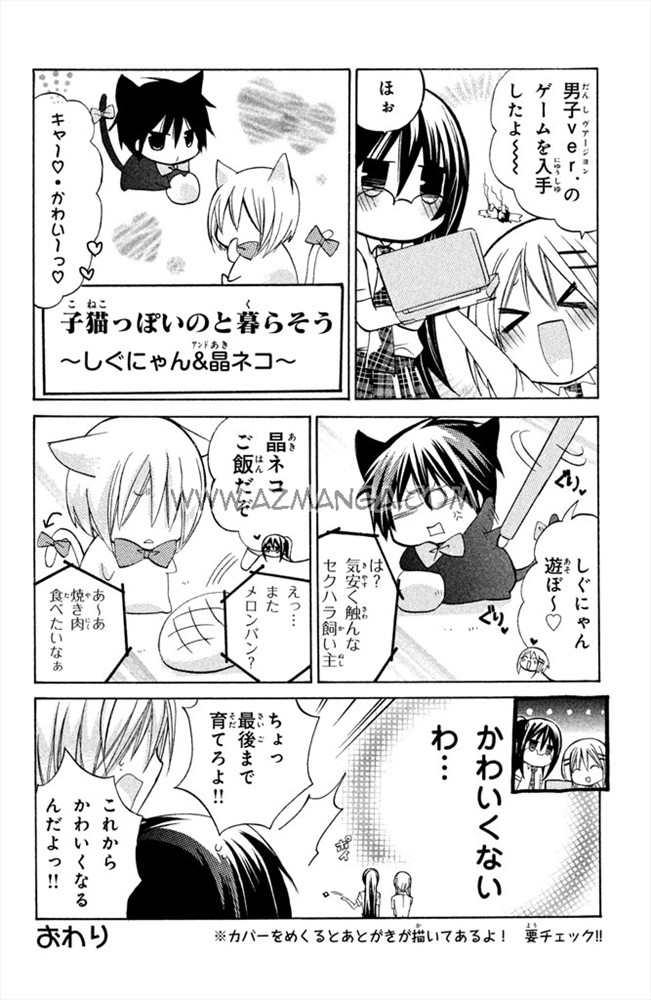 男子ver.の
ゲームを入手
したよ〜〜
ほぉ
キャ〜♡・かわい〜っ♡
子猫っぽいのと暮らそう
〜しぐにゃん&晶ネコ〜
しぐにゃん
遊ぼ〜♡
は?
気安く触んな
セクハラ飼い主
晶ネコ
ご飯だぞ
えっ…
また
メロンパン?
あ〜あ
焼き肉
食べたいなぁ
WWW.AZMANGA.COM
かわいくない
わ…
ポイ
ちょっ
最後まで
育てろよ!!
これから
かわいくなる
んだよっ!!
おわり
※カバーをめくるとあとがきが描いてあるよ! 要チェック!!